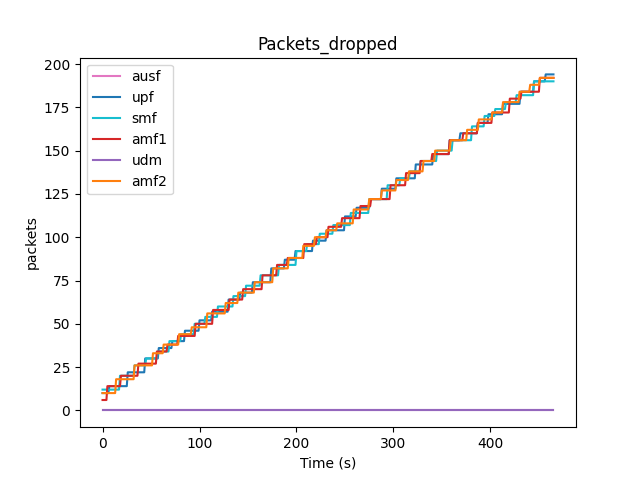 Packets_dropped
ausf
upf
smf
amf1
udm
amf2
packets
200
175
150
125
100
75
50
25
0
0 100 200 300 400
Time (s)